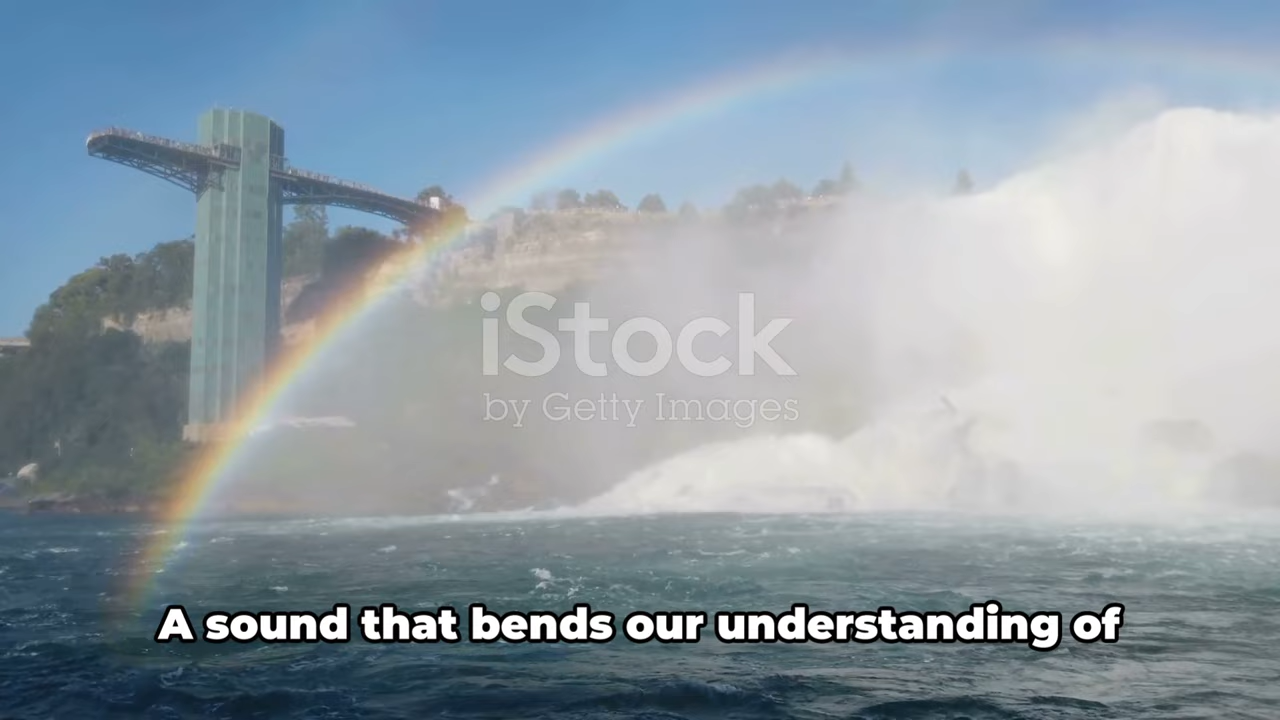 iStock
by Getty Images
A sound that bends our understanding of